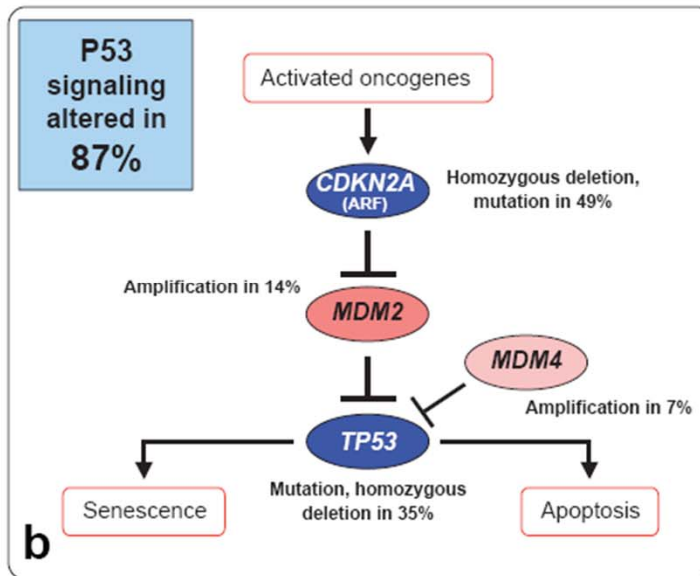 P53
signaling
altered in
87%
Activated oncogenes
CDKN2A
(ARF)
Homozygous deletion,
mutation in 49%
Amplification in 14%
MDM2
MDM4
Amplification in 7%
TP53
Mutation, homozygous
deletion in 35%
Senescence
Apoptosis
b